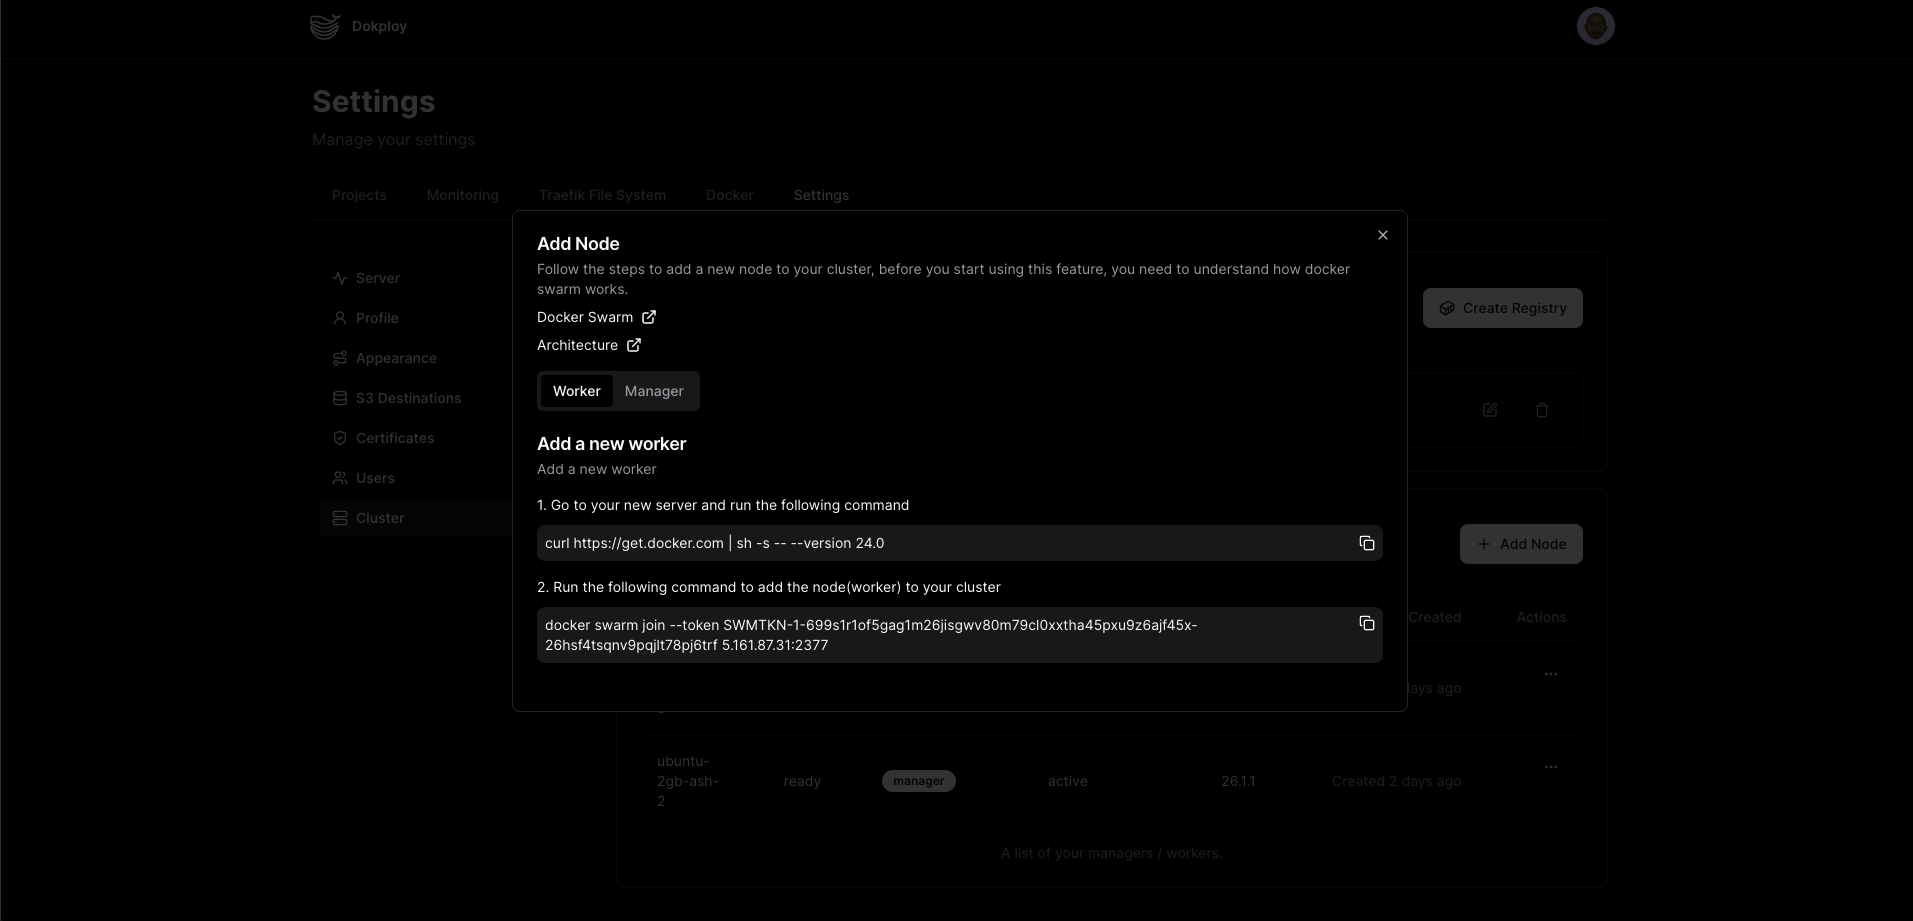 Dokploy
Settings
Manage your settings
Projects
Monitoring
Traefik File System
Docker
Settings
Server
Profile
Appearance
S3 Destinations
Certificates
Users
Cluster
Create Registry
Add Node
Follow the steps to add a new node to your cluster, before you start using this feature, you need to understand how docker
swarm works.
Docker Swarm
Architecture
Worker
Manager
Add a new worker
Add a new worker
1. Go to your new server and run the following command
curl https://get.docker.com | sh -s -- --version 24.0
2. Run the following command to add the node(worker) to your cluster
docker swarm join --token SWMTKN-1-699s1r1of5gag1m26jisgwv80m79cl0xxtha45pxu9z6ajf45x-
26hsf4tsqnv9pqjlt78pj6trf 5.161.87.31:2377
Add Node
Created
Actions
days ago
ubuntu-
2gb-ash-
2
ready
manager
active
26.1.1
Created 2 days ago
A list of your managers / workers.